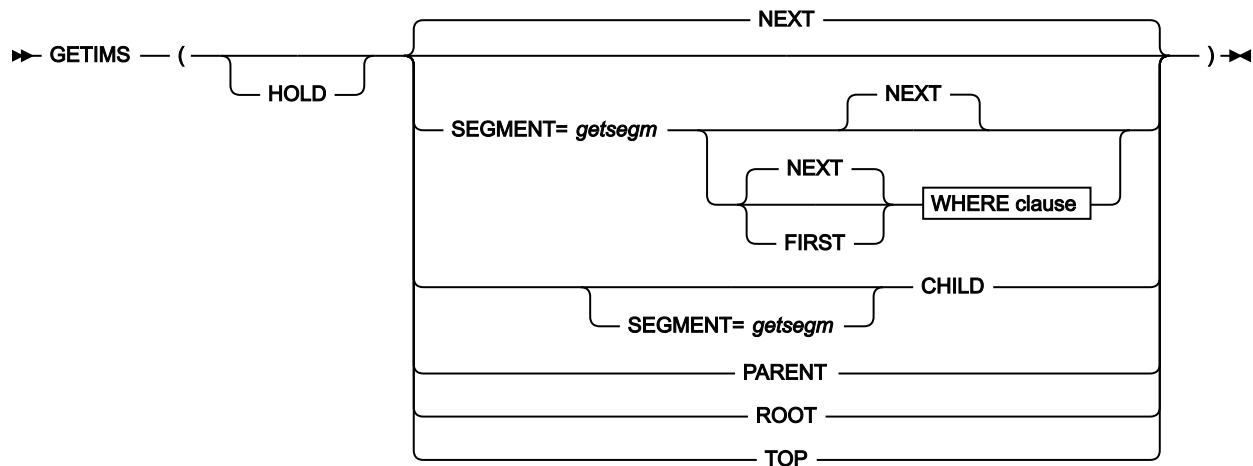 NEXT
GETIMS ( )
HOLD
NEXT
SEGMENT= getsegm
NEXT
WHERE clause
FIRST
CHILD
SEGMENT= getsegm
PARENT
ROOT
TOP